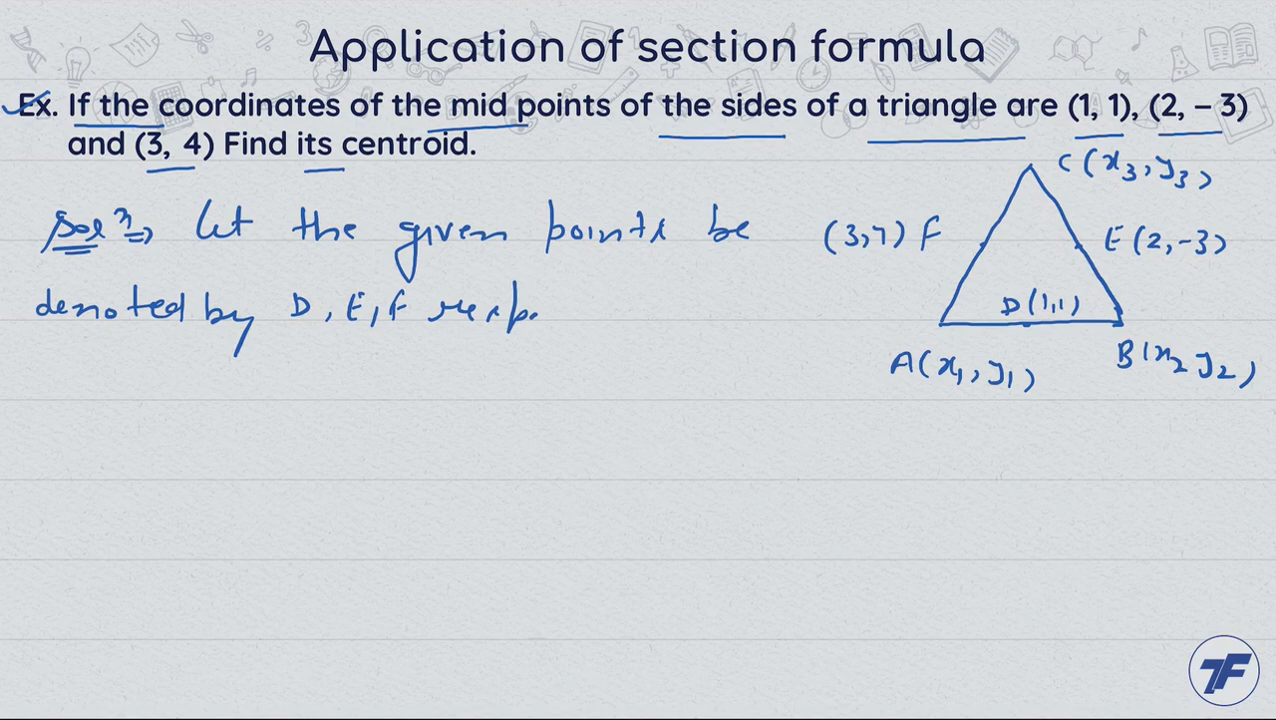 Application of section formula
Ex. If the coordinates of the mid points of the sides of a triangle are (1, 1), (2, – 3)
and (3, 4) Find its centroid.
C(x₃, y₃)
Solⁿ⇒ let the given points be
(3,4) F
E(2,-3)
denoted by D, E, F resp.
D(1,1)
A(x₁, y₁)
B(x₂ y₂)
7F